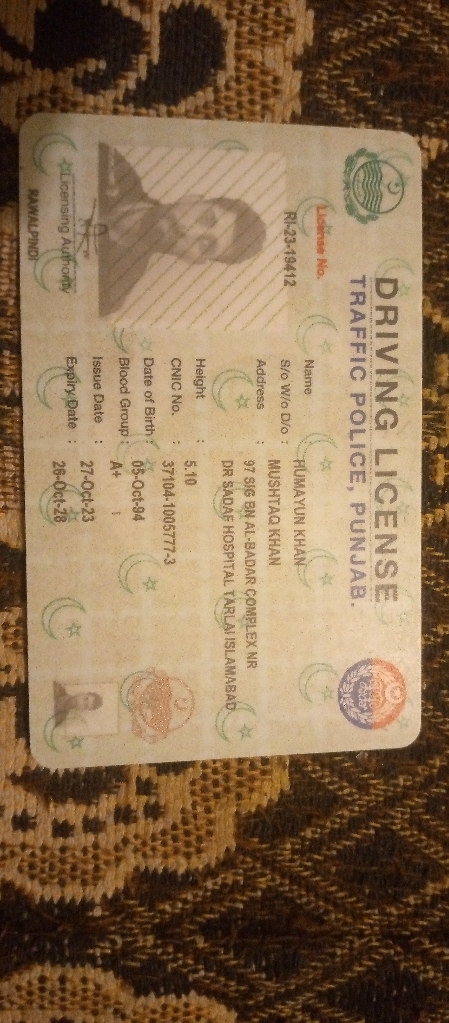 DRIVING LICENSE
TRAFFIC POLICE, PUNJAB.
License No.
RI-23-19412
Name : HUMAYUN KHAN
S/o W/o D/o : MUSHTAQ KHAN
Address : 97 SIG BN AL-BADAR COMPLEX NR
DR SADAF HOSPITAL TARLAI ISLAMABAD
Height : 5.10
CNIC No. : 37104-1005777-3
Date of Birth : 05-Oct-94
Blood Group : A+
Issue Date : 27-Oct-23
Expiry Date : 26-Oct-28
Licensing Authority
RAWALPINDI